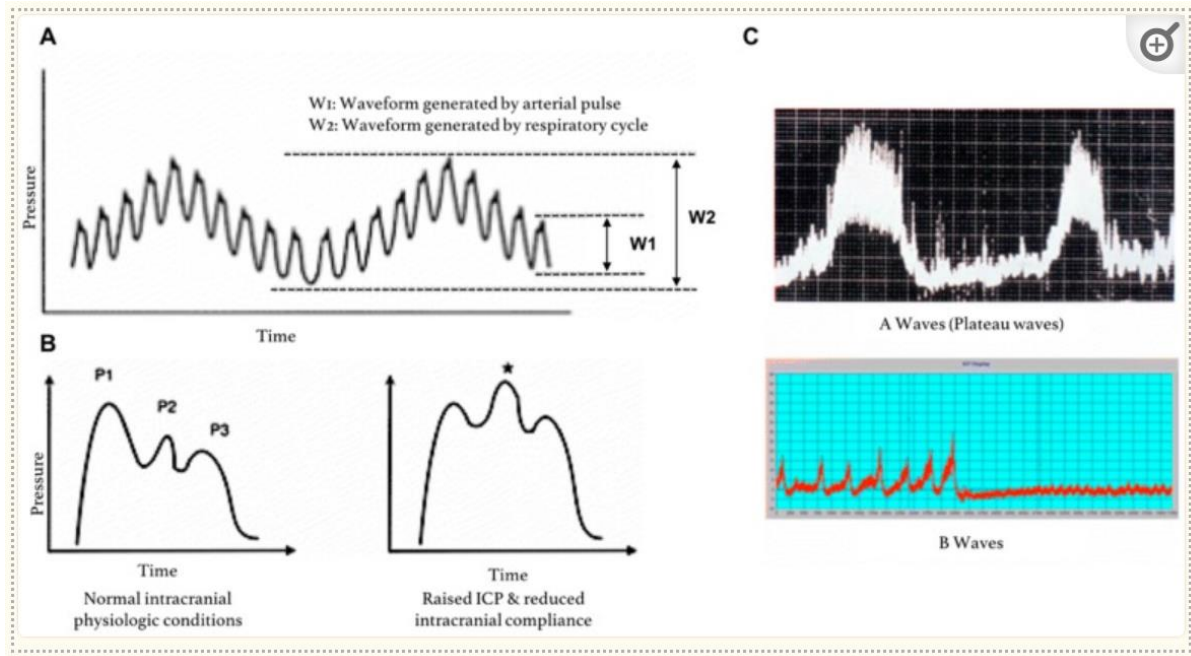 A
C
W1: Waveform generated by arterial pulse
W2: Waveform generated by respiratory cycle
Pressure
W2
W1
Time
A Waves (Plateau waves)
B
P1
P2
P3
Pressure
Time
Time
Normal intracranial
physiologic conditions
Raised ICP & reduced
intracranial compliance
B Waves